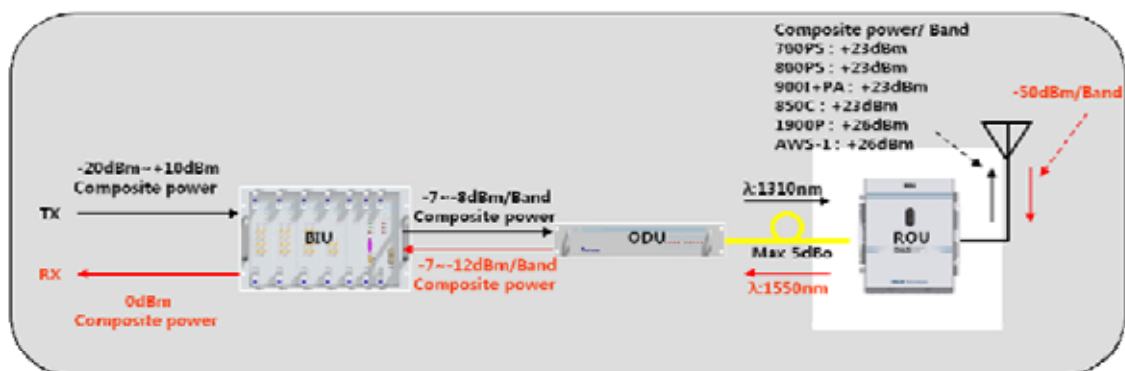 Composite power/ Band
700PS : +23dBm
800PS : +23dBm
900I+PA : +23dBm
850C : +23dBm
1900P : +26dBm
AWS-1 : +26dBm
-50dBm/Band
-20dBm~+10dBm
Composite power
TX
BIU
-7~-8dBm/Band
Composite power
ODU
λ:1310nm
Max 5dBo
ROU
RX
-7~-12dBm/Band
Composite power
λ:1550nm
0dBm
Composite power